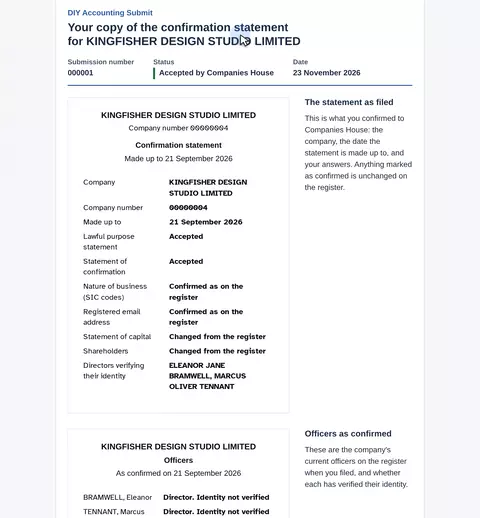 DIY Accounting Submit
Your copy of the confirmation statement
for KINGFISHER DESIGN STUDIO LIMITED
Submission number
000001
Status
Accepted by Companies House
Date
23 November 2026
KINGFISHER DESIGN STUDIO LIMITED
Company number 00000004
Confirmation statement
Made up to 21 September 2026
Company
KINGFISHER DESIGN
STUDIO LIMITED
Company number
00000004
Made up to
21 September 2026
Lawful purpose
statement
Accepted
Statement of
confirmation
Accepted
Nature of business
(SIC codes)
Confirmed as on the
register
Registered email
address
Confirmed as on the
register
Statement of capital
Changed from the register
Shareholders
Changed from the register
Directors verifying
their identity
ELEANOR JANE
BRAMWELL, MARCUS
OLIVER TENNANT
The statement as filed
This is what you confirmed to
Companies House: the
company, the date the
statement is made up to, and
your answers. Anything marked
as confirmed is unchanged on
the register.
KINGFISHER DESIGN STUDIO LIMITED
Officers
As confirmed on 21 September 2026
BRAMWELL, Eleanor
Director. Identity not verified
TENNANT, Marcus
Director. Identity not verified
Officers as confirmed
These are the company's
current officers on the register
when you filed, and whether
each has verified their identity.